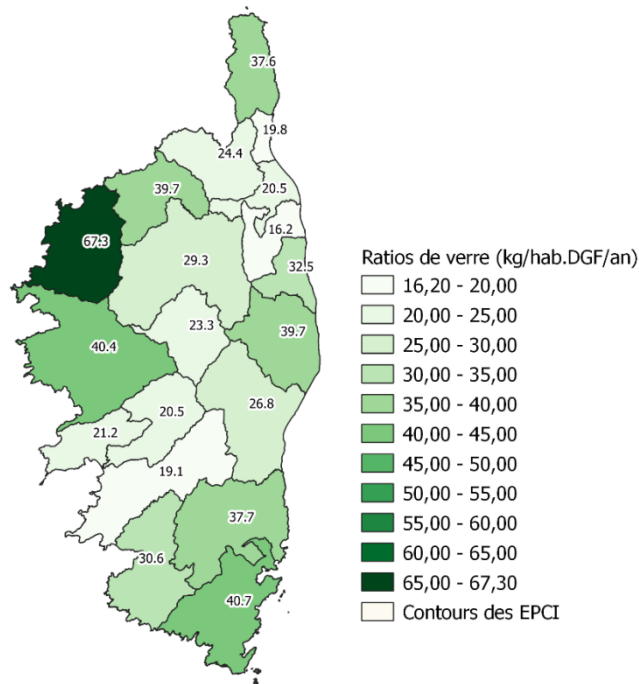 37.6
19.8
24.4
20.5
39.7
16.2
67.3
29.3
32.5
23.3
39.7
40.4
26.8
20.5
21.2
19.1
37.7
30.6
40.7
Ratios de verre (kg/hab.DGF/an)
16,20 - 20,00
20,00 - 25,00
25,00 - 30,00
30,00 - 35,00
35,00 - 40,00
40,00 - 45,00
45,00 - 50,00
50,00 - 55,00
55,00 - 60,00
60,00 - 65,00
65,00 - 67,30
Contours des EPCI